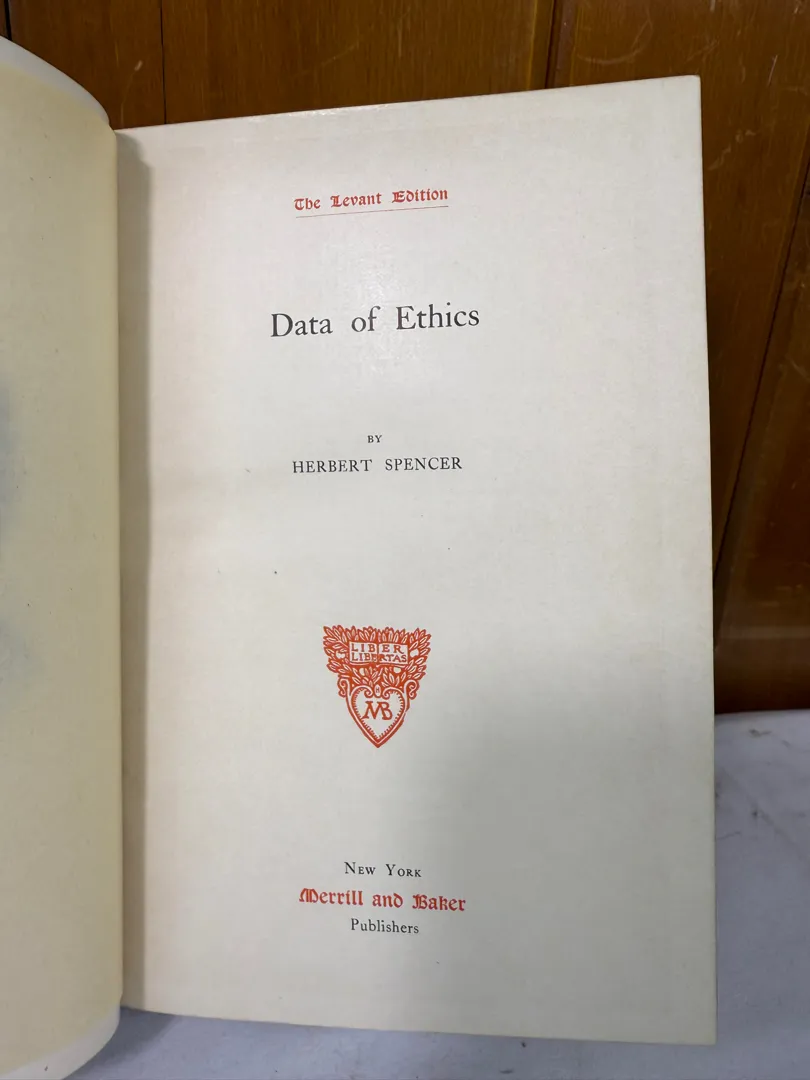 The Levant Edition
Data of Ethics
BY
HERBERT SPENCER
LIBER
LIBERTAS
MB
NEW YORK
Merrill and Baker
Publishers